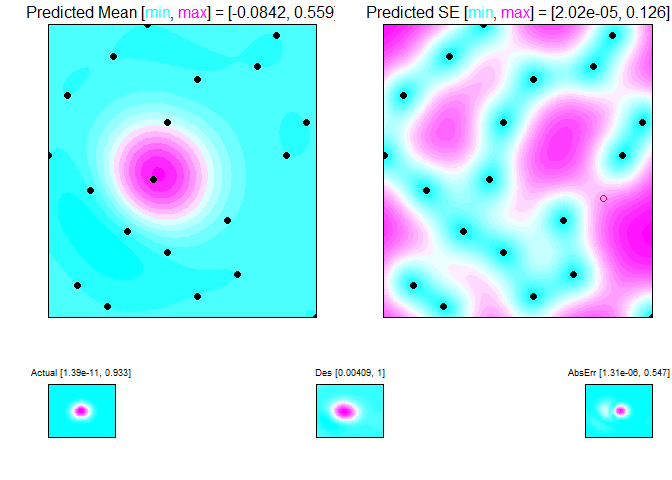 Predicted Mean [min, max] = [-0.0842, 0.559]
Predicted SE [min, max] = [2.02e-05, 0.126]
Actual [1.39e-11, 0.933]
Des [0.00409, 1]
AbsErr [1.31e-06, 0.547]